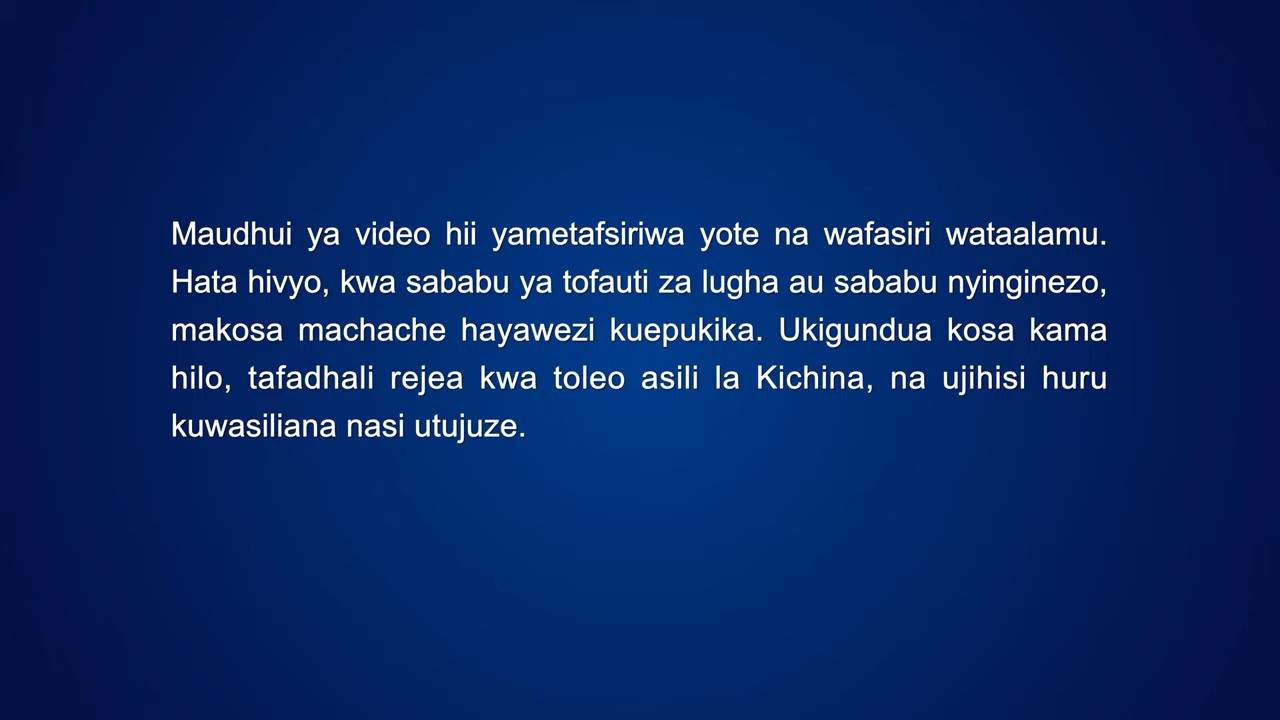 Maudhui ya video hii yametafsiriwa yote na wafasiri wataalamu.
Hata hivyo, kwa sababu ya tofauti za lugha au sababu nyinginezo,
makosa machache hayawezi kuepukika. Ukigundua kosa kama
hilo, tafadhali rejea kwa toleo asili la Kichina, na ujihisi huru
kuwasiliana nasi utujuze.